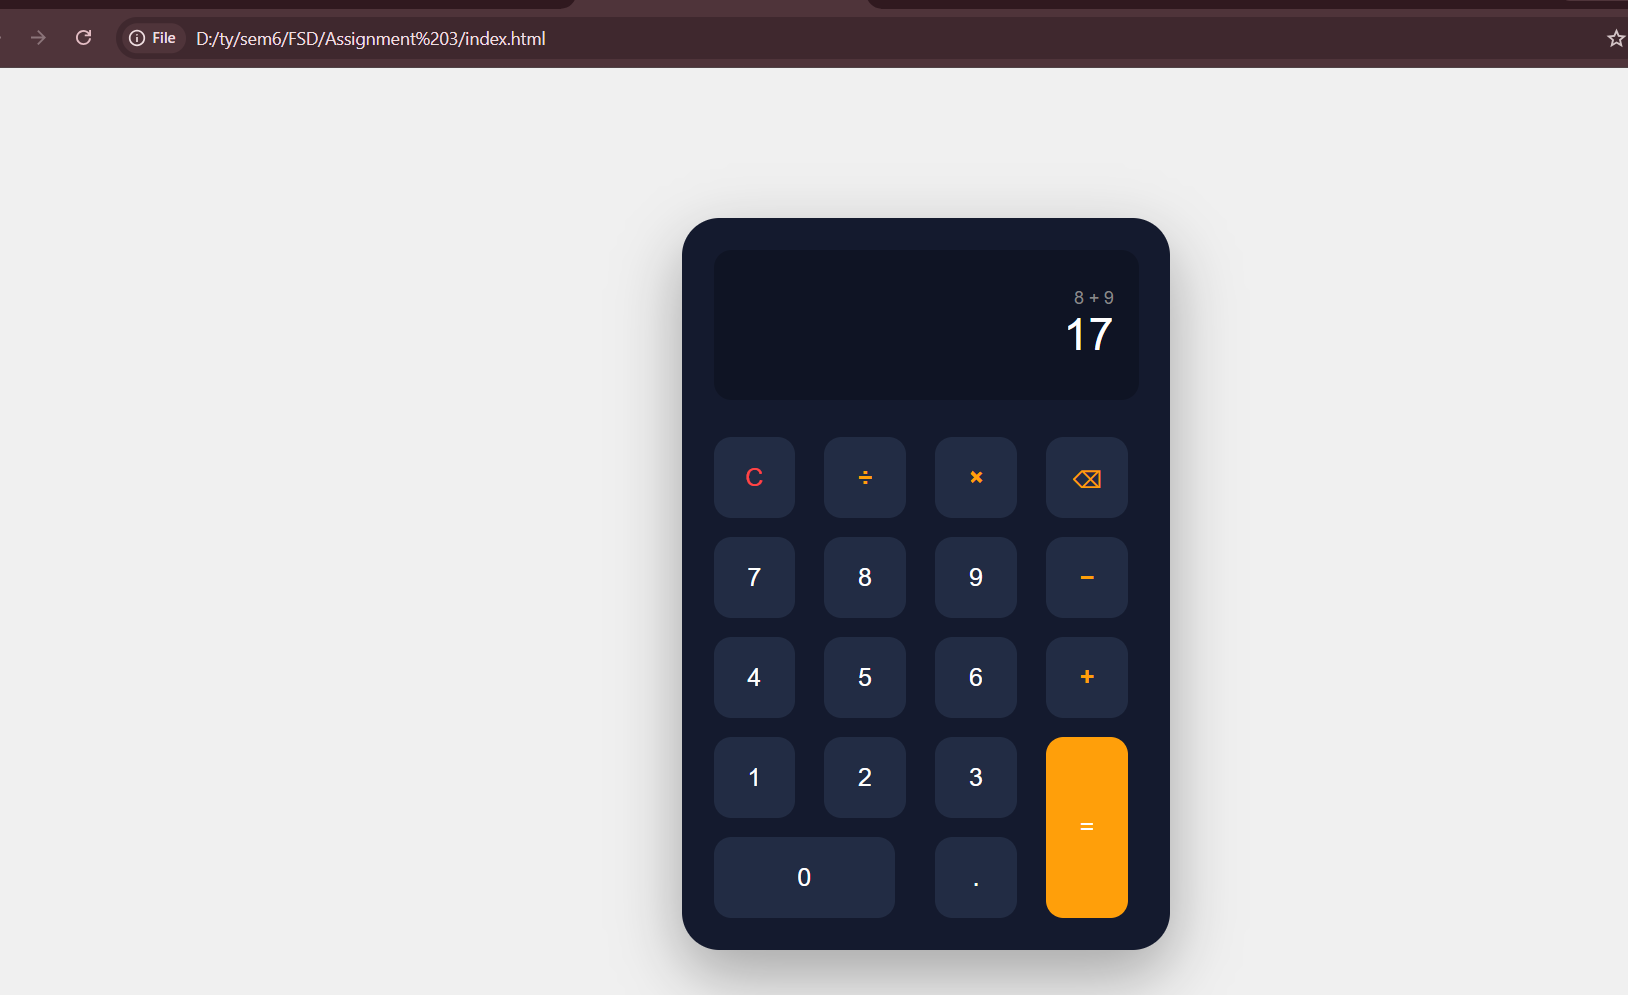 File D:/ty/sem6/FSD/Assignment%203/index.html
8 + 9
17
C ÷ × ⌫
7 8 9 −
4 5 6 +
1 2 3
=
0 .